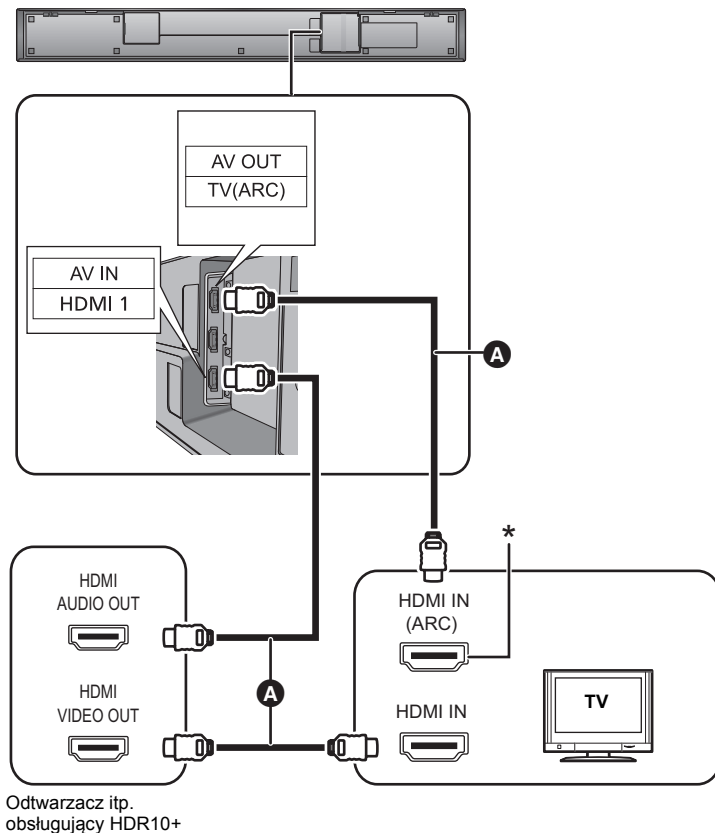 AV OUT
TV(ARC)
AV IN
HDMI 1
A
*
HDMI
AUDIO OUT
HDMI IN
(ARC)
A
HDMI
VIDEO OUT
HDMI IN
TV
Odtwarzacz itp.
obsługujący HDR10+